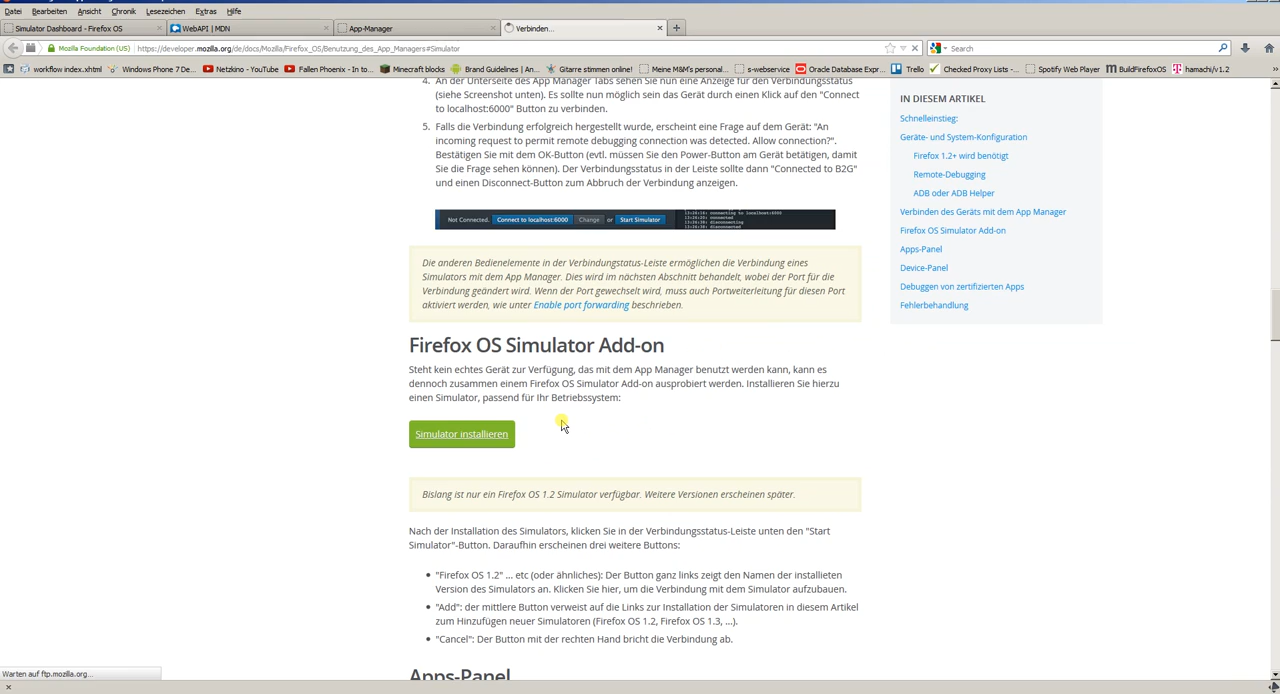 Datei Bearbeiten Ansicht Chronik Lesezeichen Extras Hilfe
Simulator Dashboard - Firefox OS × WebAPI | MDN × App-Manager × Verbinden... × +
Mozilla Foundation (US) https://developer.mozilla.org/de/docs/Mozilla/Firefox_OS/Benutzung_des_App_Managers#Simulator Search
workflow index.xhtml Windows Phone 7 De... Netzkino - YouTube Fallen Phoenix - In to... Minecraft blocks Brand Guidelines | An... Gitarre stimmen online! Meine M&M's personal... s-webservice Oracle Database Expr... Trello Checked Proxy Lists -... Spotify Web Player BuildFirefoxOS hamachi/v1.2 »
4. An der Unterseite des App Manager Tabs sehen Sie nun eine Anzeige für den Verbindungsstatus
(siehe Screenshot unten). Es sollte nun möglich sein das Gerät durch einen Klick auf den "Connect
to localhost:6000" Button zu verbinden.
5. Falls die Verbindung erfolgreich hergestellt wurde, erscheint eine Frage auf dem Gerät: "An
incoming request to permit remote debugging connection was detected. Allow connection?".
Bestätigen Sie mit dem OK-Button (evtl. müssen Sie den Power-Button am Gerät betätigen, damit
Sie die Frage sehen können). Der Verbindungsstatus in der Leiste sollte dann "Connected to B2G"
und einen Disconnect-Button zum Abbruch der Verbindung anzeigen.
Not Connected. Connect to localhost:6000 Change or Start Simulator
13:26:16: connecting to localhost:6000
13:26:20: connected
13:26:38: disconnecting
13:26:38: disconnected
Die anderen Bedienelemente in der Verbindungtatus-Leiste ermöglichen die Verbindung eines
Simulators mit dem App Manager. Dies wird im nächsten Abschnitt behandelt, wobei der Port für die
Verbindung geändert wird. Wenn der Port gewechselt wird, muss auch Portweiterleitung für diesen Port
aktiviert werden, wie unter Enable port forwarding beschrieben.
Firefox OS Simulator Add-on
Steht kein echtes Gerät zur Verfügung, das mit dem App Manager benutzt werden kann, kann es
dennoch zusammen einem Firefox OS Simulator Add-on ausprobiert werden. Installieren Sie hierzu
einen Simulator, passend für Ihr Betriebssystem:
Simulator installieren
Bislang ist nur ein Firefox OS 1.2 Simulator verfügbar. Weitere Versionen erscheinen später.
Nach der Installation des Simulators, klicken Sie in der Verbindungsstatus-Leiste unten den "Start
Simulator"-Button. Daraufhin erscheinen drei weitere Buttons:
"Firefox OS 1.2" ... etc (oder ähnliches): Der Button ganz links zeigt den Namen der installieten
Version des Simulators an. Klicken Sie hier, um die Verbindung mit dem Simulator aufzubauen.
"Add": der mittlere Button verweist auf die Links zur Installation der Simulatoren in diesem Artikel
zum Hinzufügen neuer Simulatoren (Firefox OS 1.2, Firefox OS 1.3, ...).
"Cancel": Der Button mit der rechten Hand bricht die Verbindung ab.
Apps-Panel
IN DIESEM ARTIKEL
Schnelleinstieg:
Geräte- und System-Konfiguration
Firefox 1.2+ wird benötigt
Remote-Debugging
ADB oder ADB Helper
Verbinden des Geräts mit dem App Manager
Firefox OS Simulator Add-on
Apps-Panel
Device-Panel
Debuggen von zertifizierten Apps
Fehlerbehandlung
Warten auf ftp.mozilla.org...
×